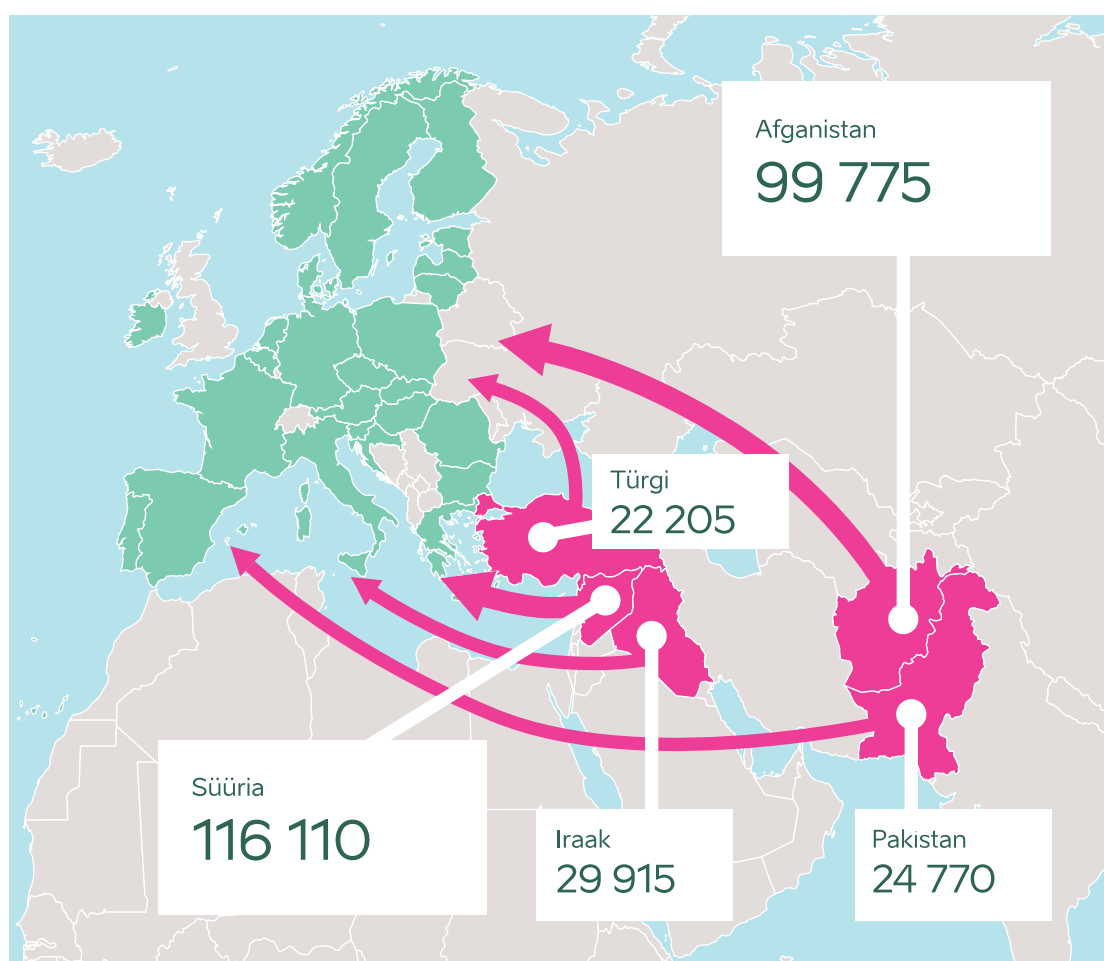 Afganistan
99 775
Türgi
22 205
Süüria
116 110
Iraak
29 915
Pakistan
24 770